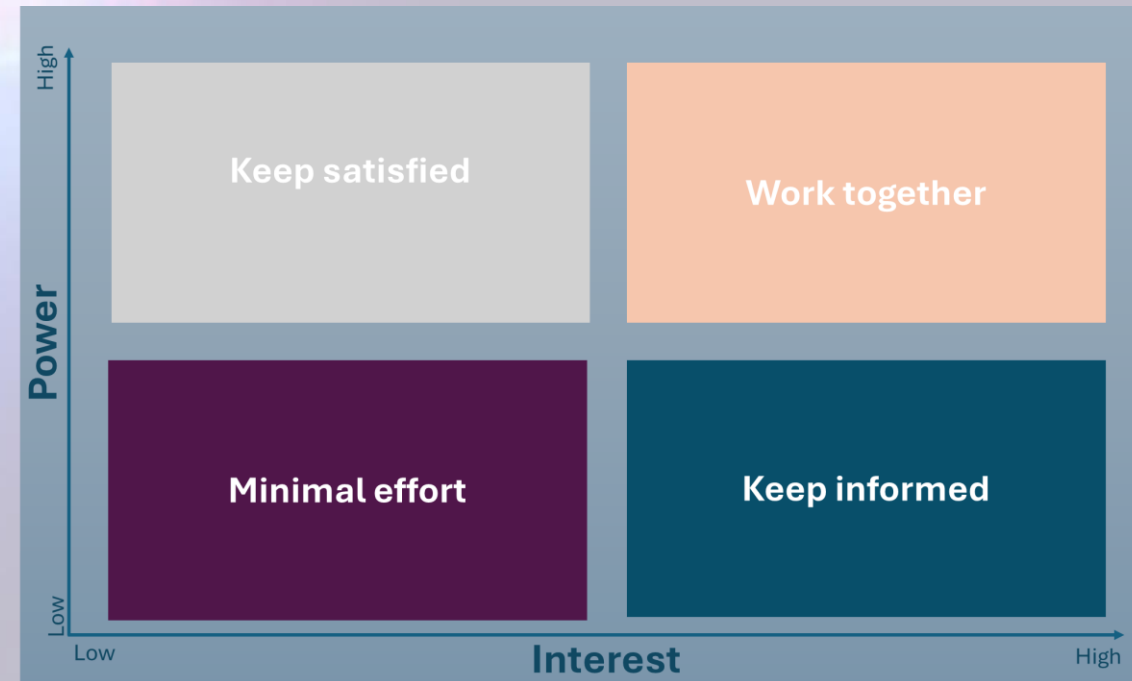 High
Keep satisfied
Work together
Power
Minimal effort
Keep informed
Low
Low
Interest
High